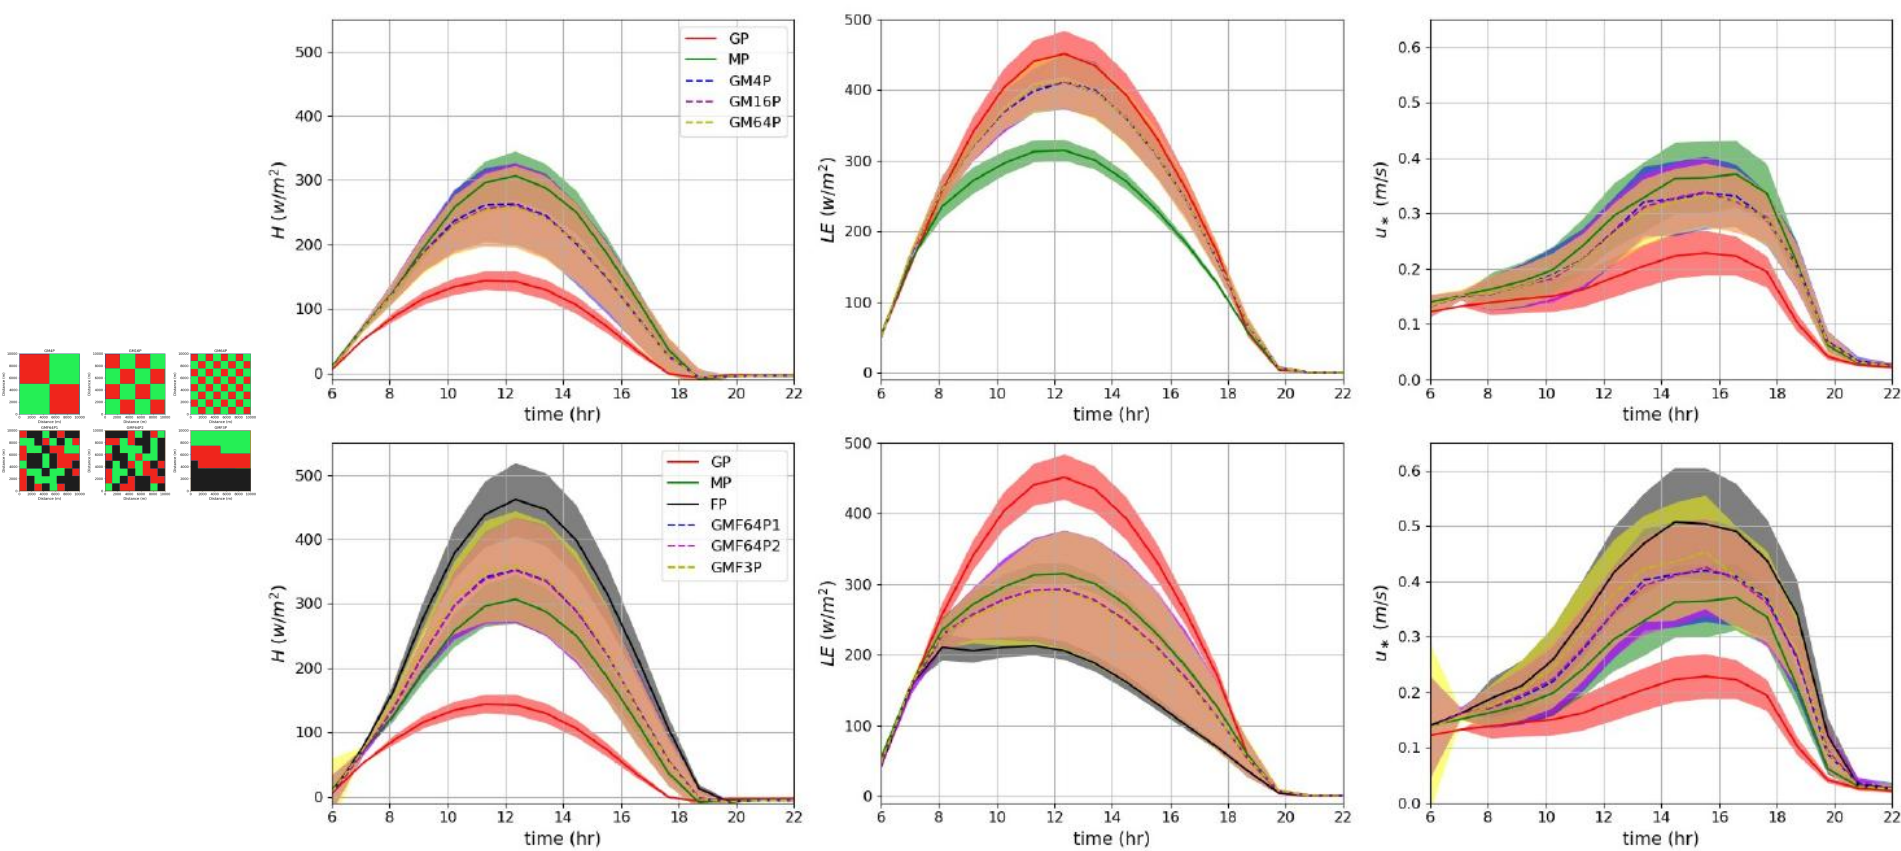 GP
MP
GM4P
GM16P
GM64P
H (w/m²)
500
400
300
200
100
0
6 8 10 12 14 16 18 20 22
time (hr)
LE (w/m²)
500
400
300
200
100
0
6 8 10 12 14 16 18 20 22
time (hr)
u* (m/s)
0.6
0.5
0.4
0.3
0.2
0.1
0.0
6 8 10 12 14 16 18 20 22
time (hr)
GP
MP
FP
GMF64P1
GMF64P2
GMF3P
H (w/m²)
500
400
300
200
100
0
6 8 10 12 14 16 18 20 22
time (hr)
LE (w/m²)
500
400
300
200
100
0
6 8 10 12 14 16 18 20 22
time (hr)
u* (m/s)
0.6
0.5
0.4
0.3
0.2
0.1
0.0
6 8 10 12 14 16 18 20 22
time (hr)